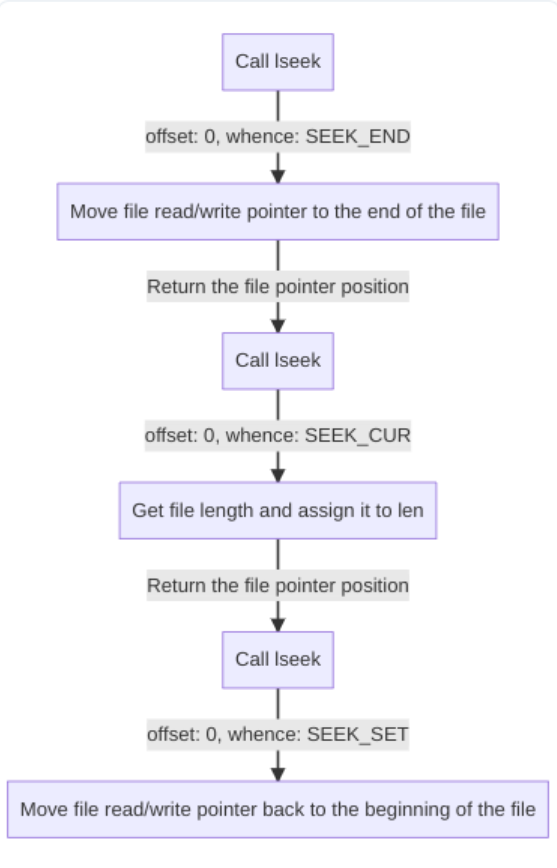 Call lseek
offset: 0, whence: SEEK_END
Move file read/write pointer to the end of the file
Return the file pointer position
Call lseek
offset: 0, whence: SEEK_CUR
Get file length and assign it to len
Return the file pointer position
Call lseek
offset: 0, whence: SEEK_SET
Move file read/write pointer back to the beginning of the file